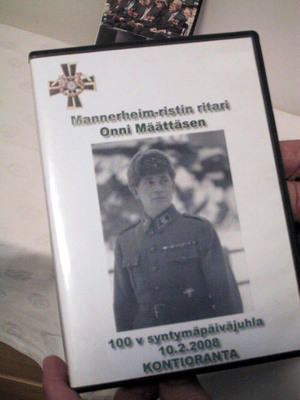 Mannerheim-ristin ritari
Onni Määttäsen
100 v syntymäpäiväjuhla
10.2.2008
KONTIORANTA